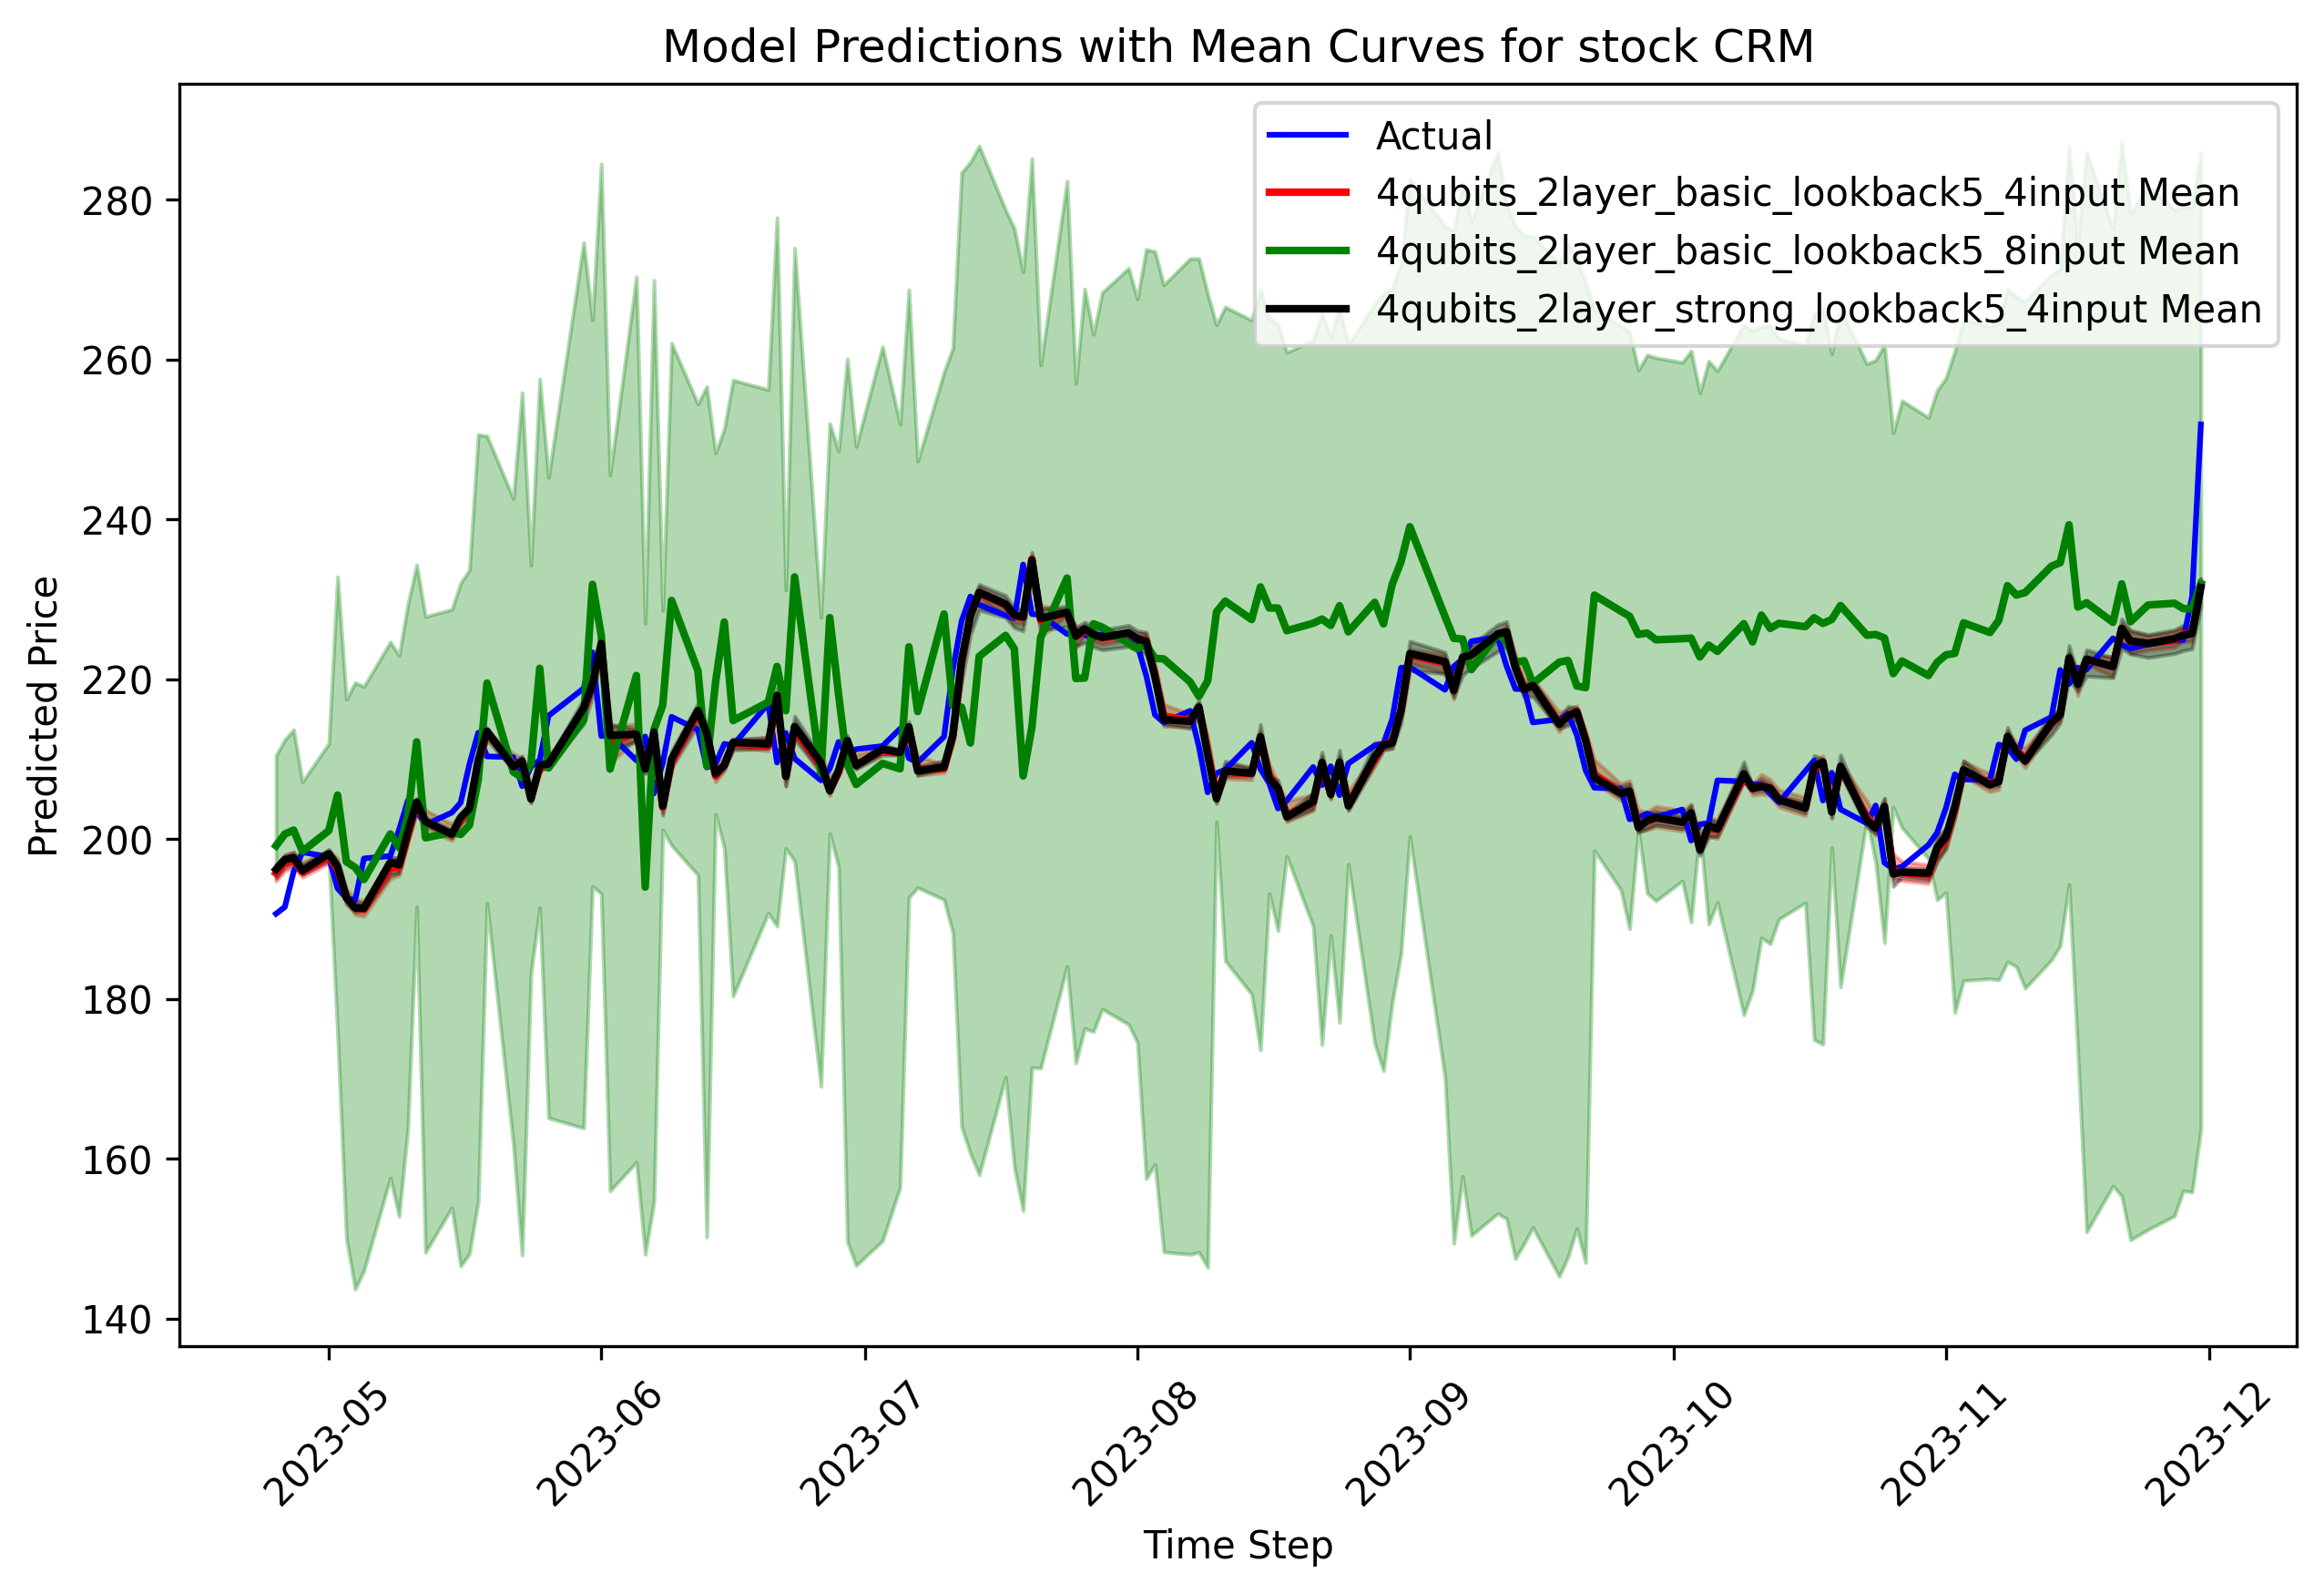 Model Predictions with Mean Curves for stock CRM
Actual
4qubits_2layer_basic_lookback5_4input Mean
4qubits_2layer_basic_lookback5_8input Mean
4qubits_2layer_strong_lookback5_4input Mean
Predicted Price
280
260
240
220
200
180
160
140
2023-05
2023-06
2023-07
2023-08
2023-09
2023-10
2023-11
2023-12
Time Step